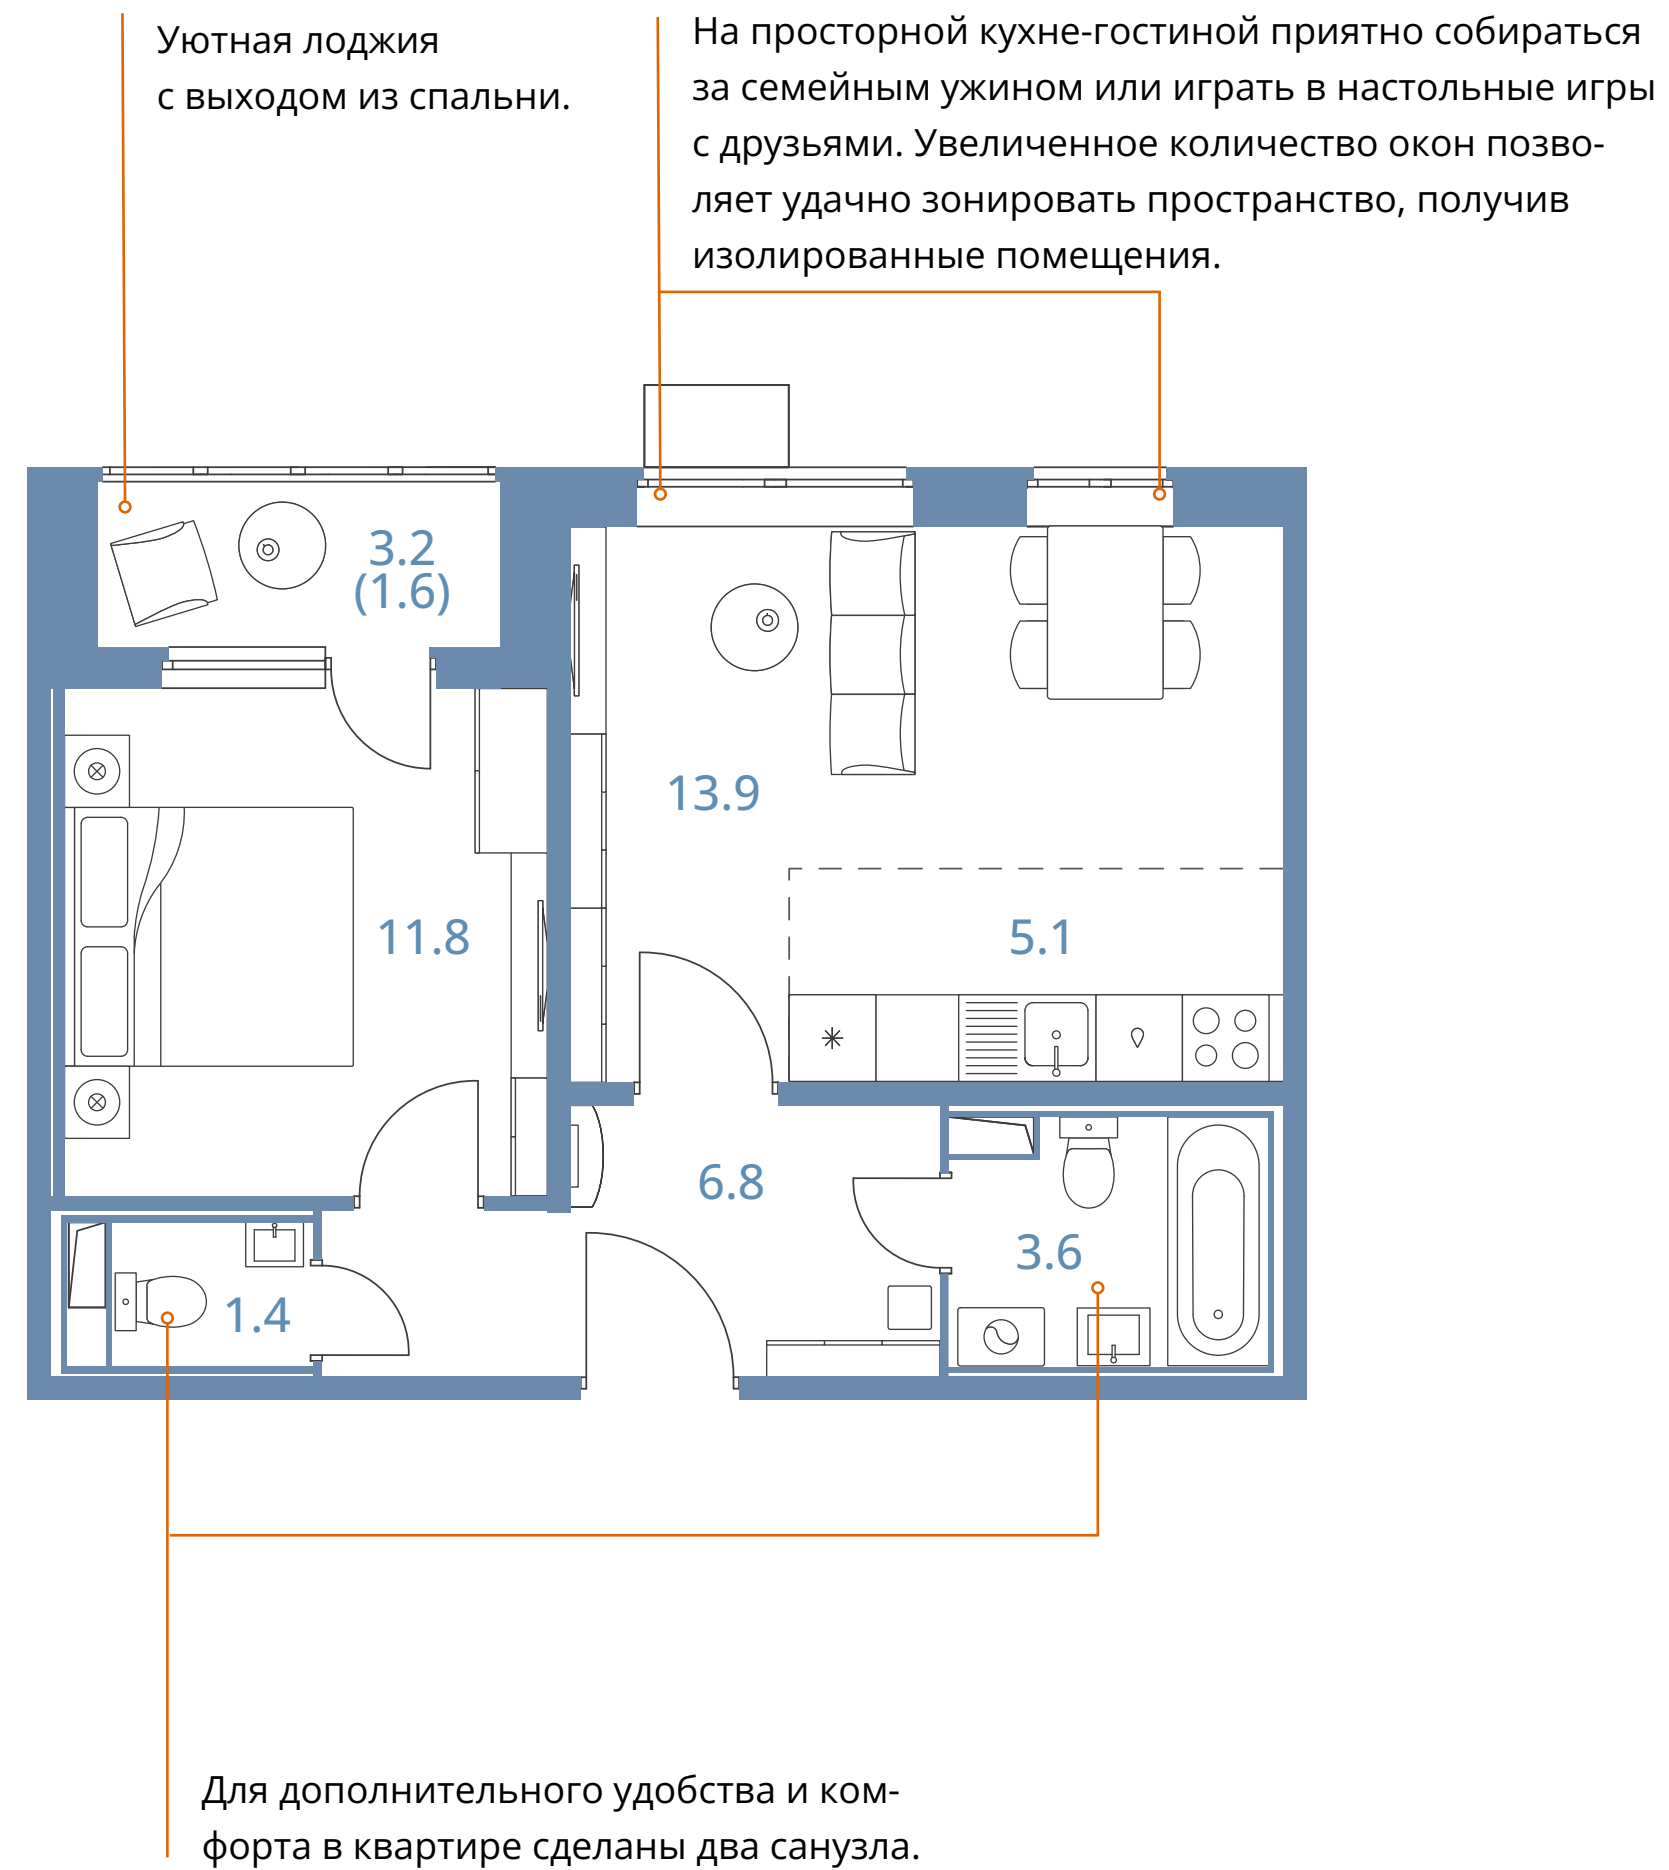 Уютная лоджия
с выходом из спальни.
На просторной кухне-гостиной приятно собираться
за семейным ужином или играть в настольные игры
с друзьями. Увеличенное количество окон позво-
ляет удачно зонировать пространство, получив
изолированные помещения.
3.2
(1.6)
13.9
11.8
5.1
6.8
3.6
1.4
Для дополнительного удобства и ком-
форта в квартире сделаны два санузла.